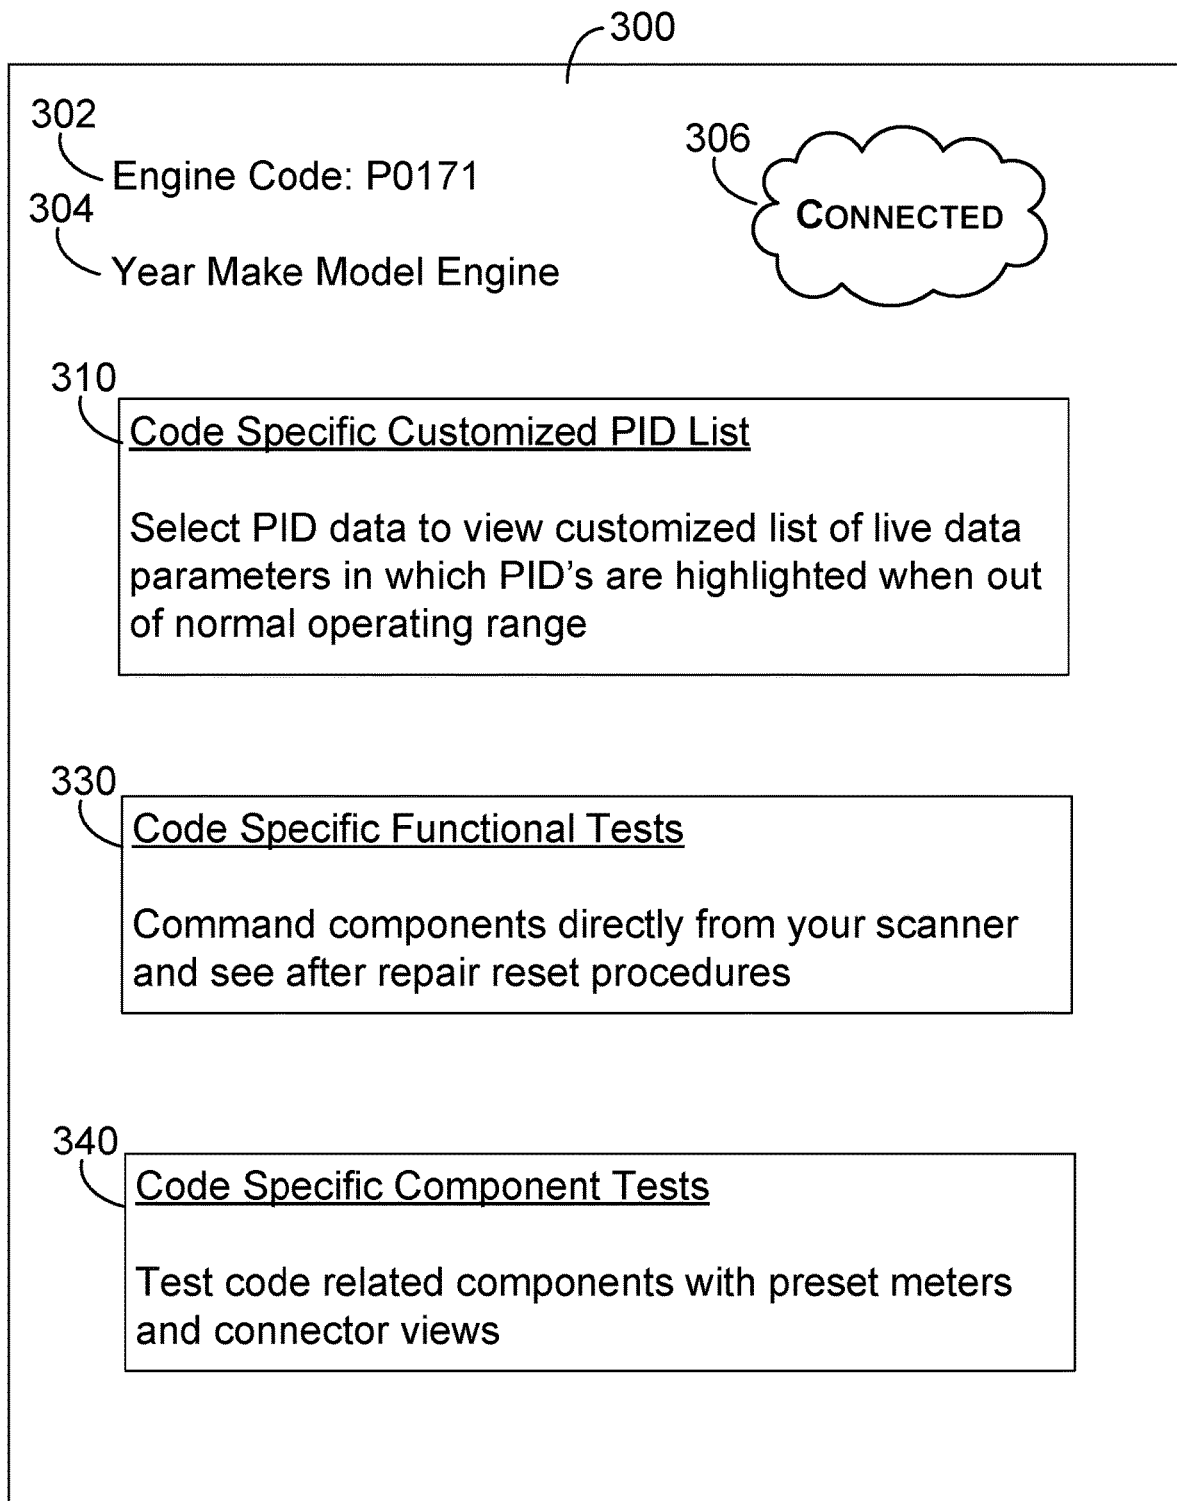 300
302
Engine Code: P0171
304
Year Make Model Engine
306
CONNECTED
310
Code Specific Customized PID List
Select PID data to view customized list of live data
parameters in which PID's are highlighted when out
of normal operating range
330
Code Specific Functional Tests
Command components directly from your scanner
and see after repair reset procedures
340
Code Specific Component Tests
Test code related components with preset meters
and connector views